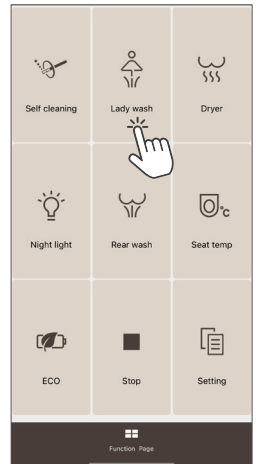 Self cleaning
Lady wash
Dryer
Night light
Rear wash
°c
Seat temp
ECO
Stop
Setting
Function Page